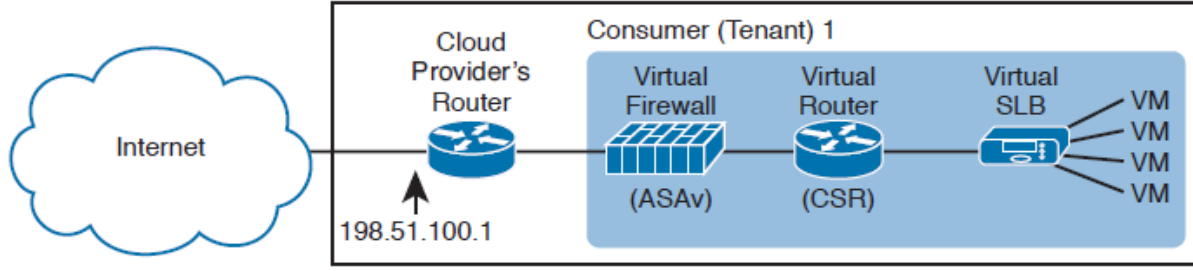 Consumer (Tenant) 1
Cloud
Provider's
Router
Virtual
Firewall
Virtual
Router
Virtual
SLB
Internet
VM
VM
VM
VM
(ASAv)
(CSR)
198.51.100.1